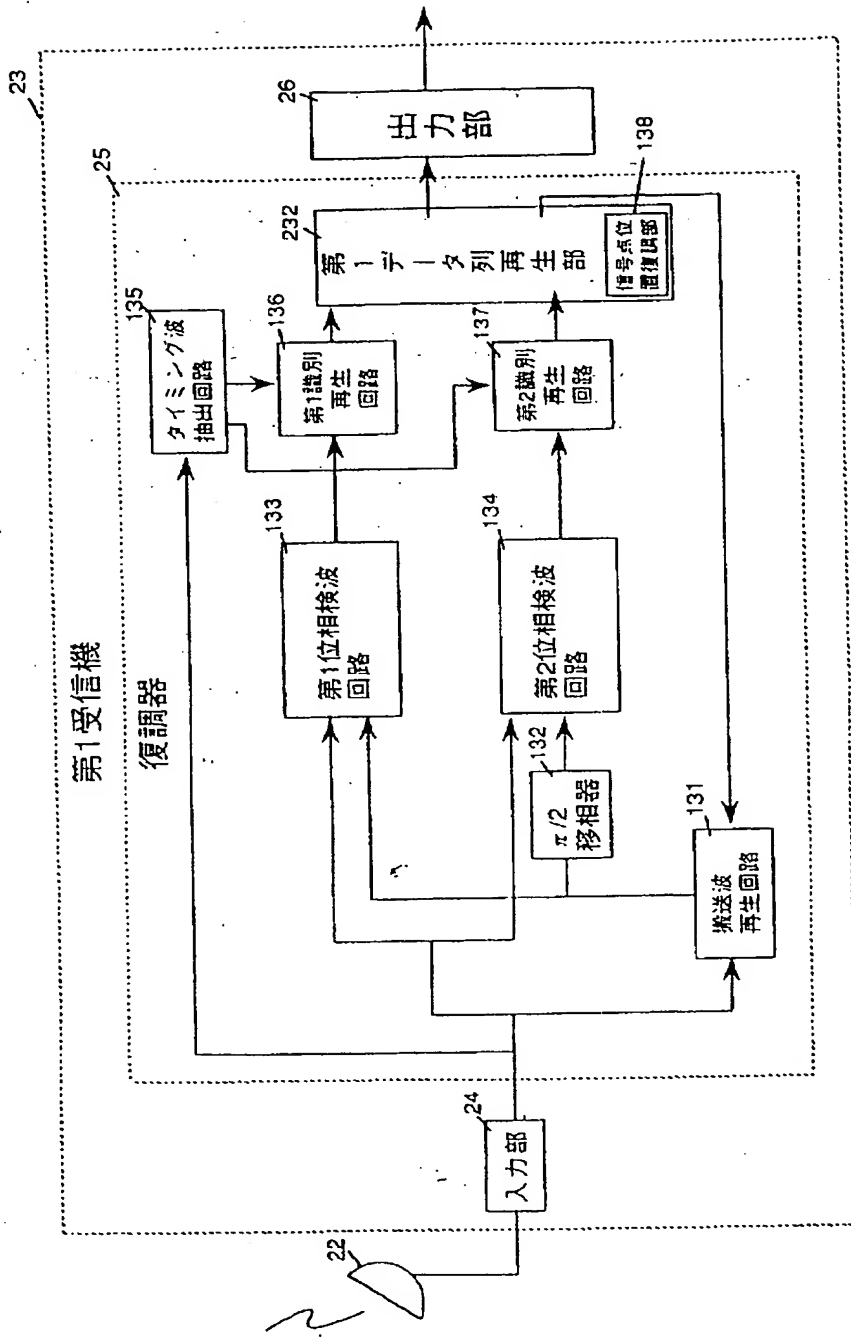 第1受信機
23
復調器
25
22
24
入力部
135
タイミング波
抽出回路
133
第1位相検波
回路
136
第1識別
再生
回路
134
第2位相検波
回路
137
第2識別
再生
回路
132
π/2
移相器
131
搬送波
再生回路
232
第1データ列再生部
138
信号点位
置復調部
26
出力部